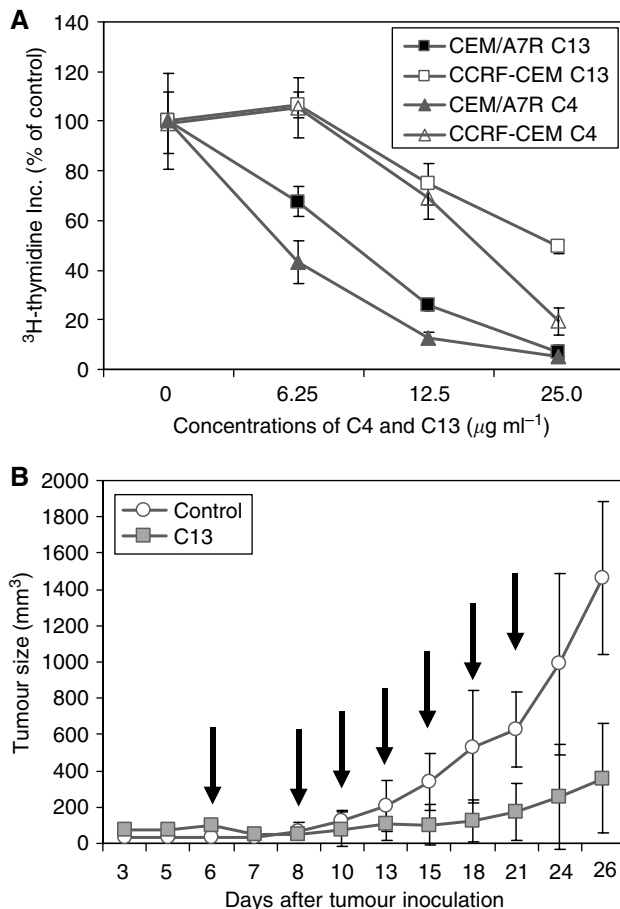 A
³H-thymidine Inc. (% of control)
140
120
100
80
60
40
20
0
CEM/A7R C13
CCRF-CEM C13
CEM/A7R C4
CCRF-CEM C4
0 6.25 12.5 25.0
Concentrations of C4 and C13 (μg ml⁻¹)
B
Tumour size (mm³)
2000
1800
1600
1400
1200
1000
800
600
400
200
0
Control
C13
3 5 6 7 8 10 13 15 18 21 24 26
Days after tumour inoculation